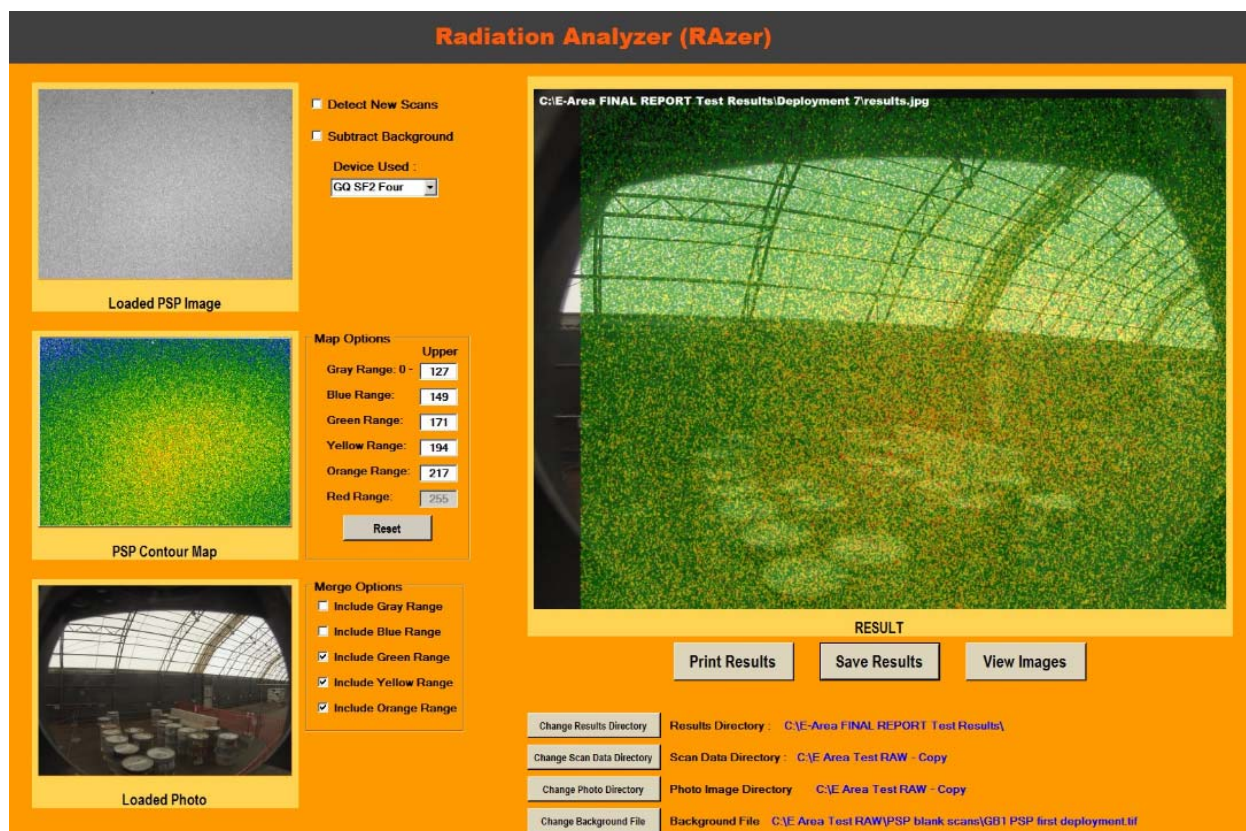 Radiation Analyzer (RAzer)
Detect New Scans
Subtract Background
Device Used :
GQ SF2 Four
Loaded PSP Image
Map Options
Upper
Gray Range: 0 - 127
Blue Range: 149
Green Range: 171
Yellow Range: 194
Orange Range: 217
Red Range: 255
Reset
PSP Contour Map
Merge Options
Include Gray Range
Include Blue Range
Include Green Range
Include Yellow Range
Include Orange Range
Loaded Photo
C:\E-Area FINAL REPORT Test Results\Deployment 7\results.jpg
RESULT
Print Results Save Results View Images
Change Results Directory Results Directory : C:\E-Area FINAL REPORT Test Results\
Change Scan Data Directory Scan Data Directory : C:\E Area Test RAW - Copy
Change Photo Directory Photo Image Directory C:\E Area Test RAW - Copy
Change Background File Background File C:\E Area Test RAW\PSP blank scans\GB1 PSP first deployment.tif